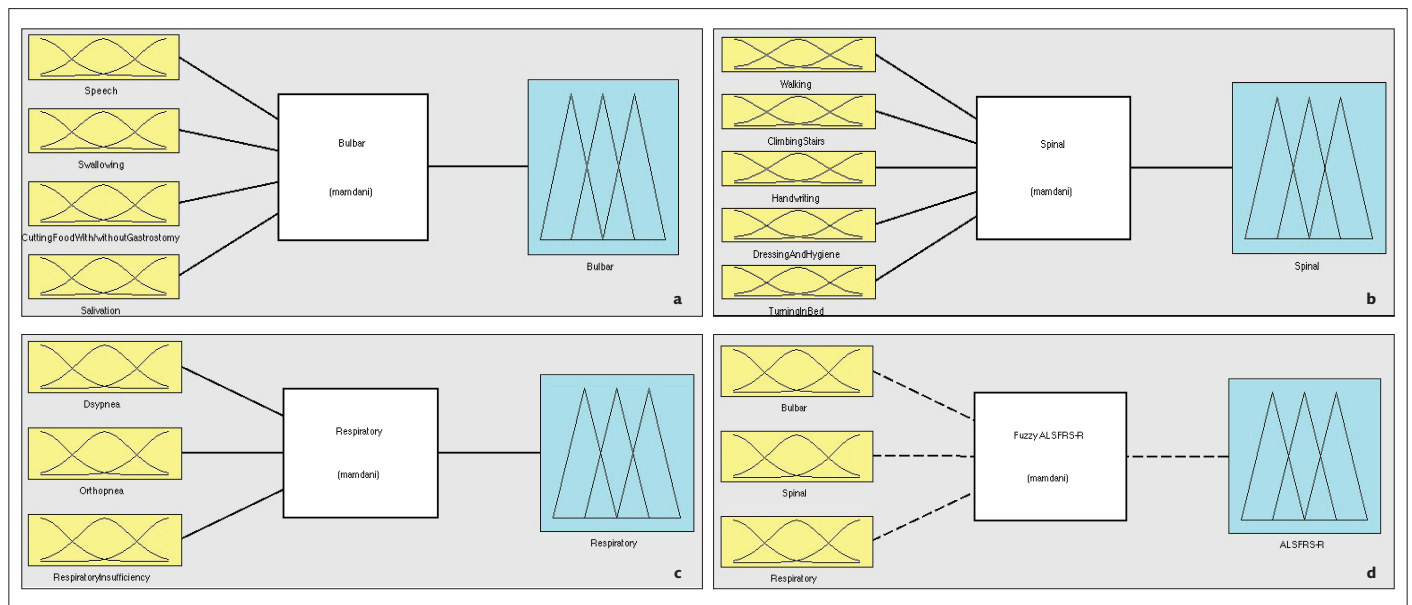 Speech
Swallowing
CuttingFoodWith/withoutGastrostomy
Salivation
Bulbar
(mamdani)
Bulbar
a
Walking
ClimbingStairs
Handwriting
DressingAndHygiene
TurningInBed
Spinal
(mamdani)
Spinal
b
Dsypnea
Orthopnea
RespiratoryInsufficiency
Respiratory
(mamdani)
Respiratory
c
Bulbar
Spinal
Respiratory
Fuzzy ALSFRS-R
(mamdani)
ALSFRS-R
d